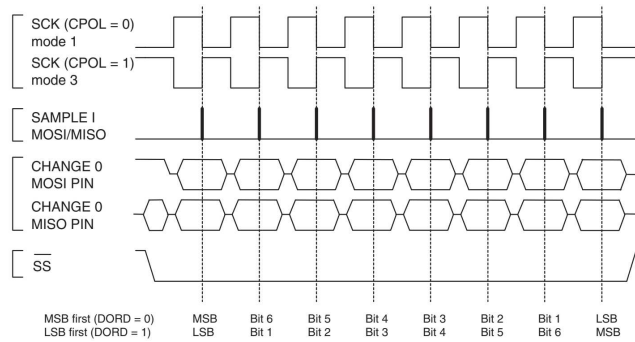 SCK (CPOL = 0)
mode 1
SCK (CPOL = 1)
mode 3
SAMPLE I
MOSI/MISO
CHANGE 0
MOSI PIN
CHANGE 0
MISO PIN
SS
MSB first (DORD = 0) MSB Bit 6 Bit 5 Bit 4 Bit 3 Bit 2 Bit 1 LSB
LSB first (DORD = 1) LSB Bit 1 Bit 2 Bit 3 Bit 4 Bit 5 Bit 6 MSB